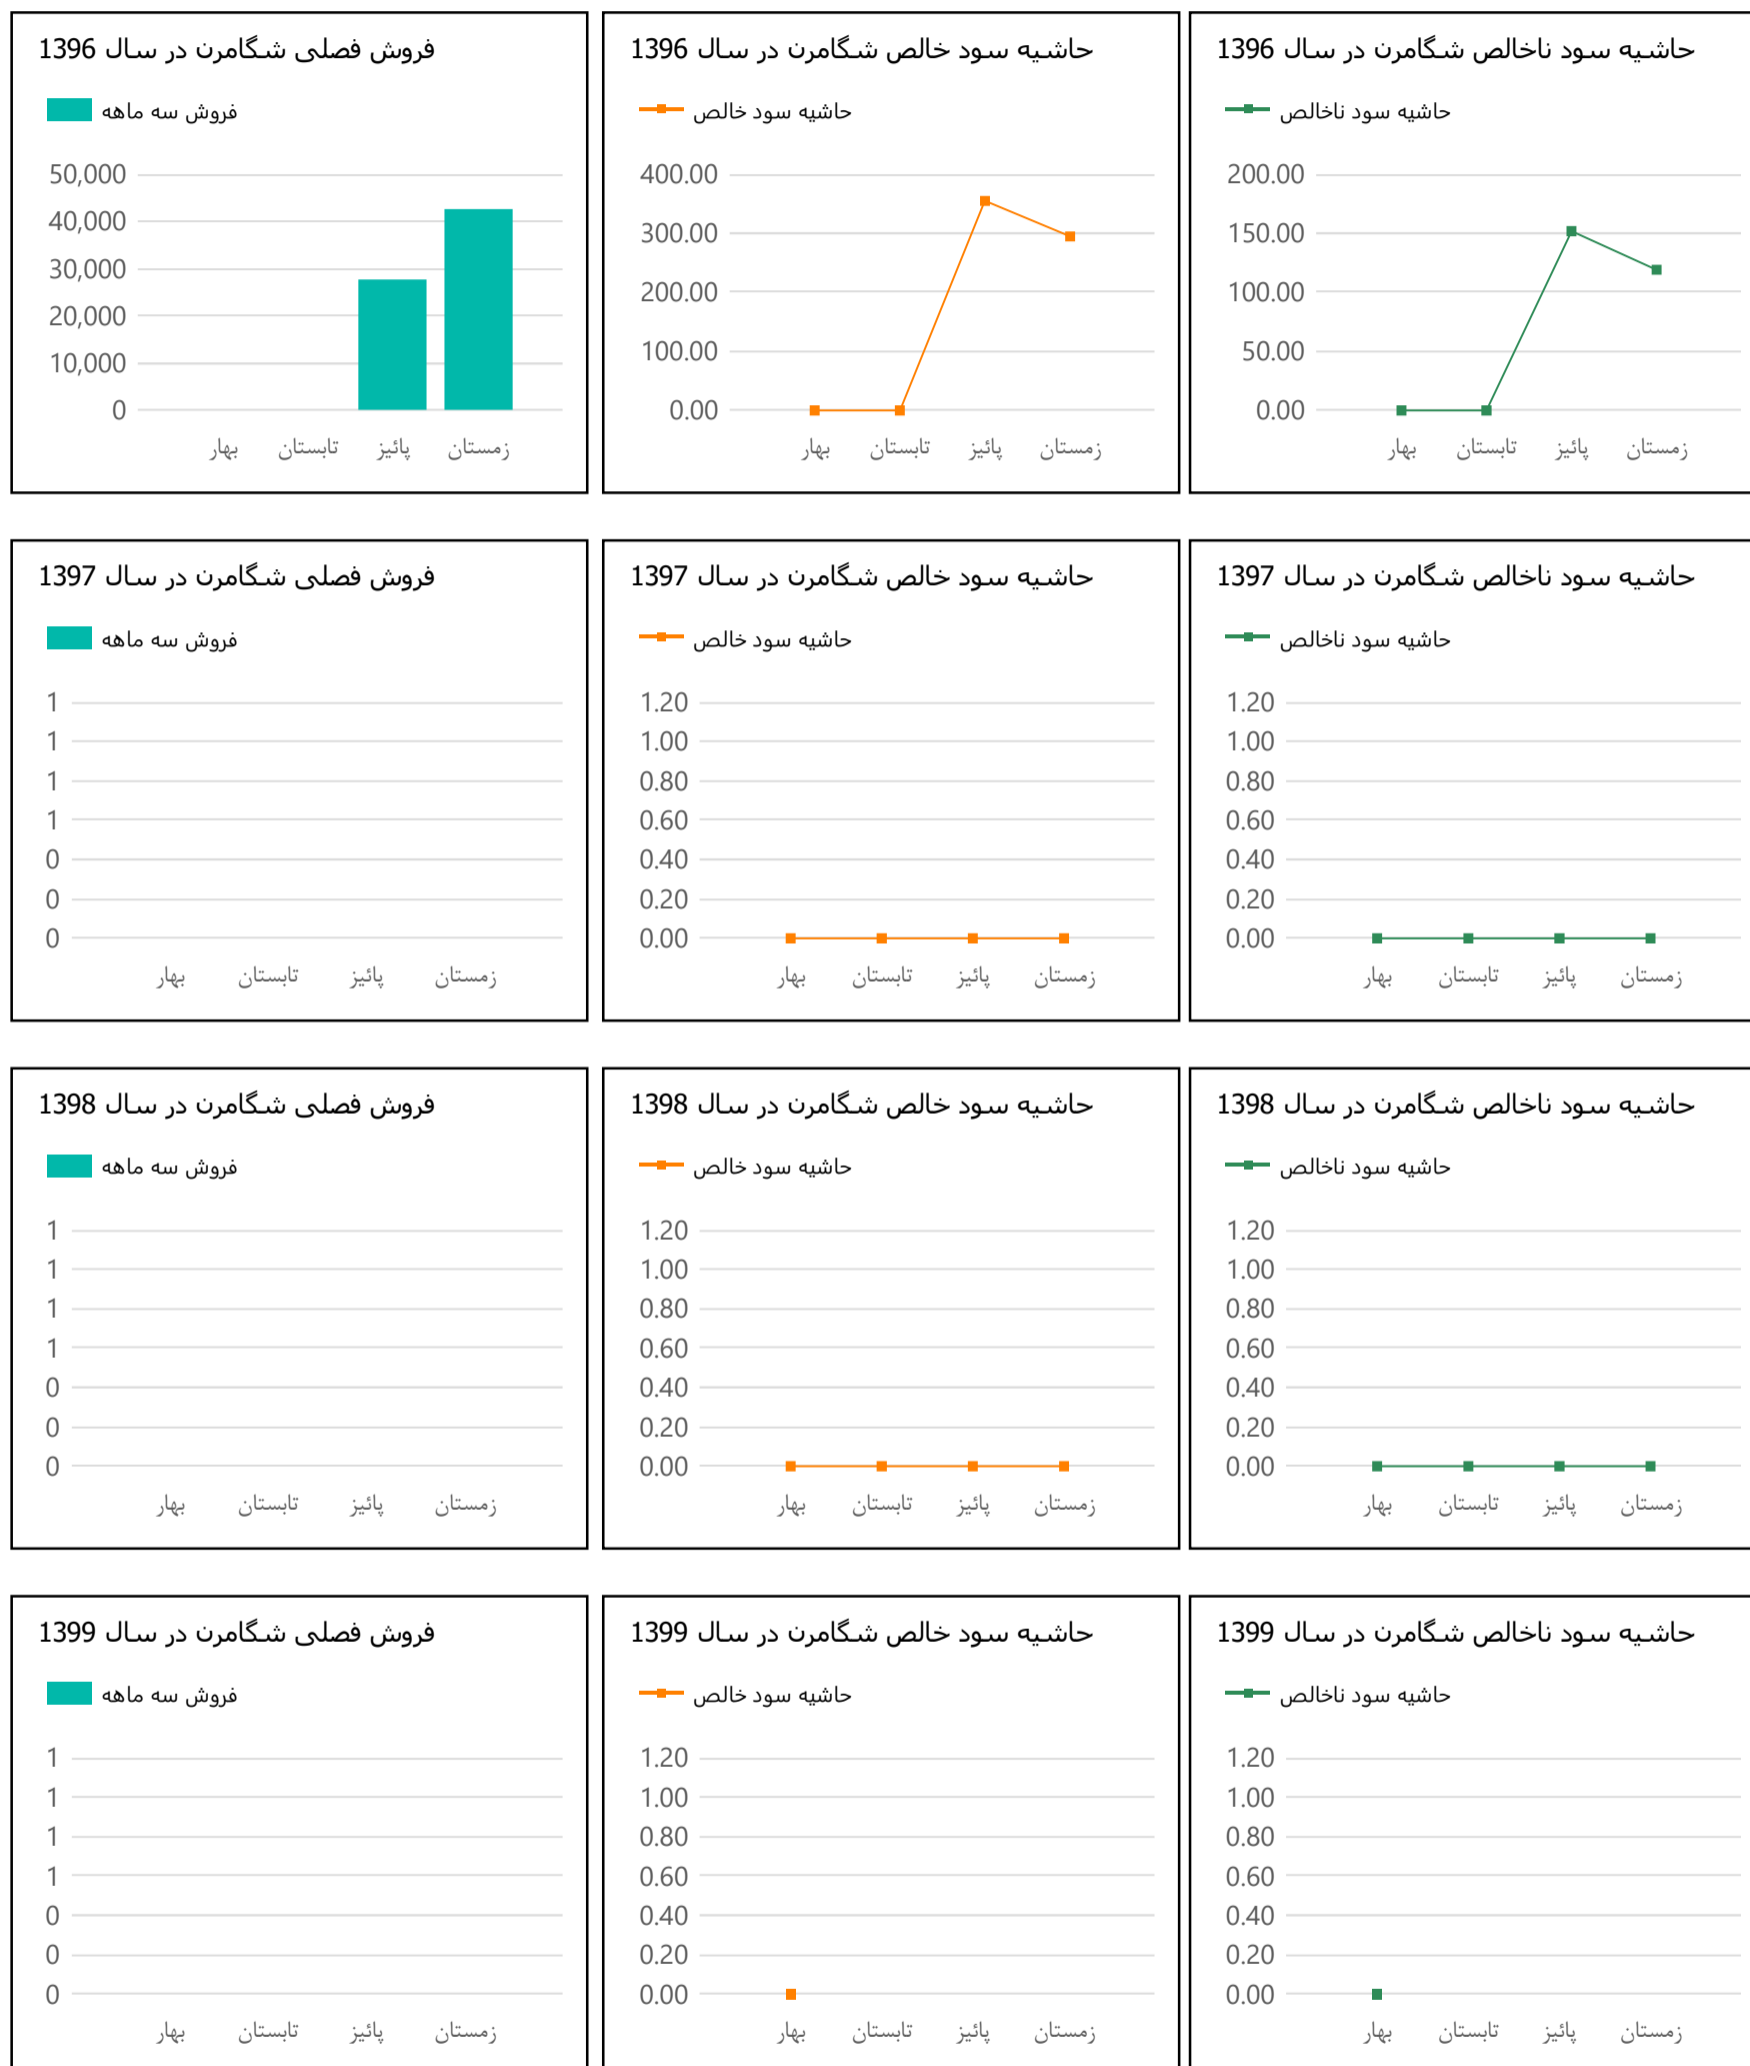 فروش فصلی شگامرن در سال 1396
فروش سه ماهه
50,000
40,000
30,000
20,000
10,000
0
بهار تابستان پائیز زمستان
حاشیه سود خالص شگامرن در سال 1396
حاشیه سود خالص
400.00
300.00
200.00
100.00
0.00
بهار تابستان پائیز زمستان
حاشیه سود ناخالص شگامرن در سال 1396
حاشیه سود ناخالص
200.00
150.00
100.00
50.00
0.00
بهار تابستان پائیز زمستان
فروش فصلی شگامرن در سال 1397
فروش سه ماهه
1
1
1
1
0
0
0
بهار تابستان پائیز زمستان
حاشیه سود خالص شگامرن در سال 1397
حاشیه سود خالص
1.20
1.00
0.80
0.60
0.40
0.20
0.00
بهار تابستان پائیز زمستان
حاشیه سود ناخالص شگامرن در سال 1397
حاشیه سود ناخالص
1.20
1.00
0.80
0.60
0.40
0.20
0.00
بهار تابستان پائیز زمستان
فروش فصلی شگامرن در سال 1398
فروش سه ماهه
1
1
1
1
0
0
0
بهار تابستان پائیز زمستان
حاشیه سود خالص شگامرن در سال 1398
حاشیه سود خالص
1.20
1.00
0.80
0.60
0.40
0.20
0.00
بهار تابستان پائیز زمستان
حاشیه سود ناخالص شگامرن در سال 1398
حاشیه سود ناخالص
1.20
1.00
0.80
0.60
0.40
0.20
0.00
بهار تابستان پائیز زمستان
فروش فصلی شگامرن در سال 1399
فروش سه ماهه
1
1
1
1
0
0
0
بهار تابستان پائیز زمستان
حاشیه سود خالص شگامرن در سال 1399
حاشیه سود خالص
1.20
1.00
0.80
0.60
0.40
0.20
0.00
بهار تابستان پائیز زمستان
حاشیه سود ناخالص شگامرن در سال 1399
حاشیه سود ناخالص
1.20
1.00
0.80
0.60
0.40
0.20
0.00
بهار تابستان پائیز زمستان